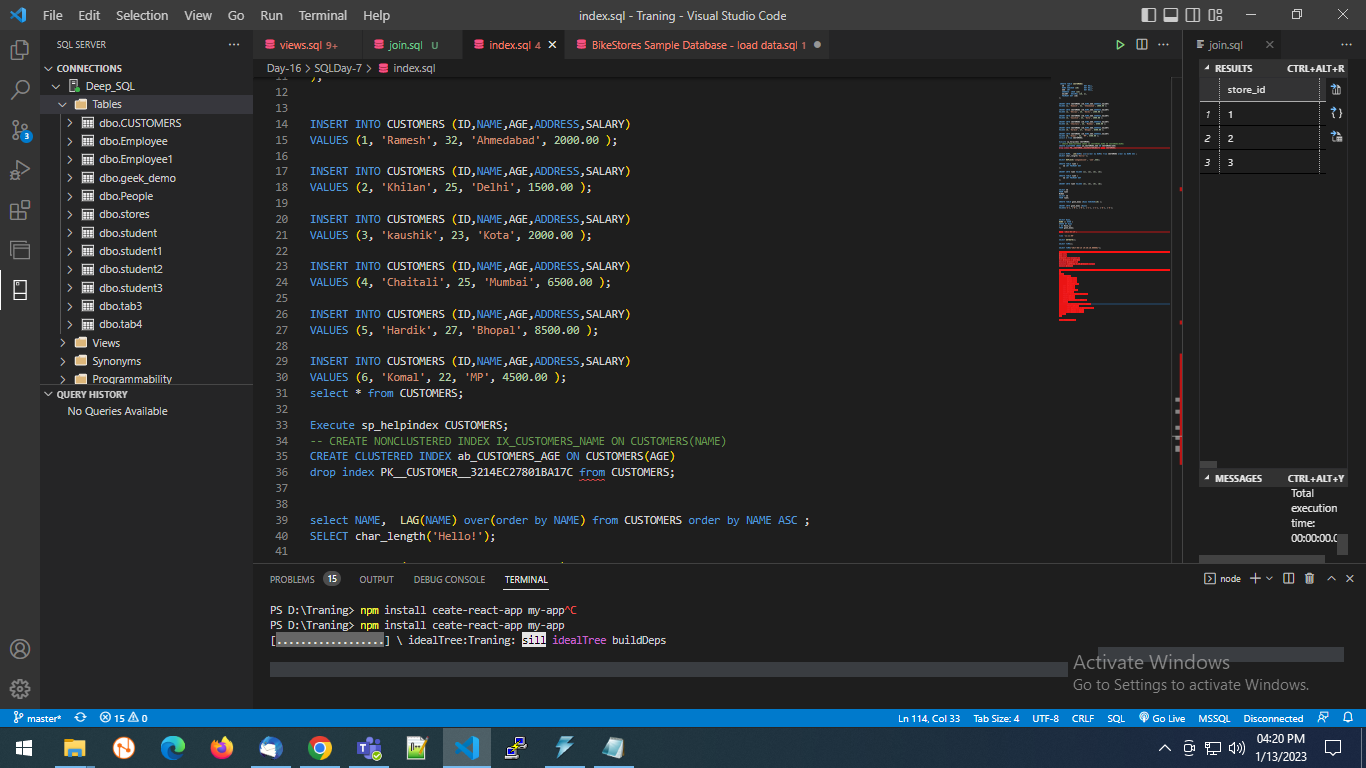 File Edit Selection View Go Run Terminal Help
index.sql - Traning - Visual Studio Code
SQL SERVER
CONNECTIONS
Deep_SQL
Tables
dbo.CUSTOMERS
dbo.Employee
dbo.Employee1
dbo.geek_demo
dbo.People
dbo.stores
dbo.student
dbo.student1
dbo.student2
dbo.student3
dbo.tab3
dbo.tab4
Views
Synonyms
Programmability
QUERY HISTORY
No Queries Available
3
views.sql 9+
join.sql U
index.sql 4
BikeStores Sample Database - load data.sql 1
Day-16 > SQLDay-7 > index.sql
11 );
12
13
14 INSERT INTO CUSTOMERS (ID,NAME,AGE,ADDRESS,SALARY)
15 VALUES (1, 'Ramesh', 32, 'Ahmedabad', 2000.00 );
16
17 INSERT INTO CUSTOMERS (ID,NAME,AGE,ADDRESS,SALARY)
18 VALUES (2, 'Khilan', 25, 'Delhi', 1500.00 );
19
20 INSERT INTO CUSTOMERS (ID,NAME,AGE,ADDRESS,SALARY)
21 VALUES (3, 'kaushik', 23, 'Kota', 2000.00 );
22
23 INSERT INTO CUSTOMERS (ID,NAME,AGE,ADDRESS,SALARY)
24 VALUES (4, 'Chaitali', 25, 'Mumbai', 6500.00 );
25
26 INSERT INTO CUSTOMERS (ID,NAME,AGE,ADDRESS,SALARY)
27 VALUES (5, 'Hardik', 27, 'Bhopal', 8500.00 );
28
29 INSERT INTO CUSTOMERS (ID,NAME,AGE,ADDRESS,SALARY)
30 VALUES (6, 'Komal', 22, 'MP', 4500.00 );
31 select * from CUSTOMERS;
32
33 Execute sp_helpindex CUSTOMERS;
34 -- CREATE NONCLUSTERED INDEX IX_CUSTOMERS_NAME ON CUSTOMERS(NAME)
35 CREATE CLUSTERED INDEX ab_CUSTOMERS_AGE ON CUSTOMERS(AGE)
36 drop index PK__CUSTOMER__3214EC27801BA17C from CUSTOMERS;
37
38
39 select NAME, LAG(NAME) over(order by NAME) from CUSTOMERS order by NAME ASC ;
40 SELECT char_length('Hello!');
41
join.sql
RESULTS CTRL+ALT+R
store_id
1 1
2 2
3 3
MESSAGES CTRL+ALT+Y
Total
execution
time:
00:00:00.0
PROBLEMS 15 OUTPUT DEBUG CONSOLE TERMINAL
node
PS D:\Traning> npm install ceate-react-app my-app^C
PS D:\Traning> npm install ceate-react-app my-app
[..................] \ idealTree:Traning: sill idealTree buildDeps
Activate Windows
Go to Settings to activate Windows.
master* 15 0
Ln 114, Col 33 Tab Size: 4 UTF-8 CRLF SQL Go Live MSSQL Disconnected
04:20 PM
1/13/2023